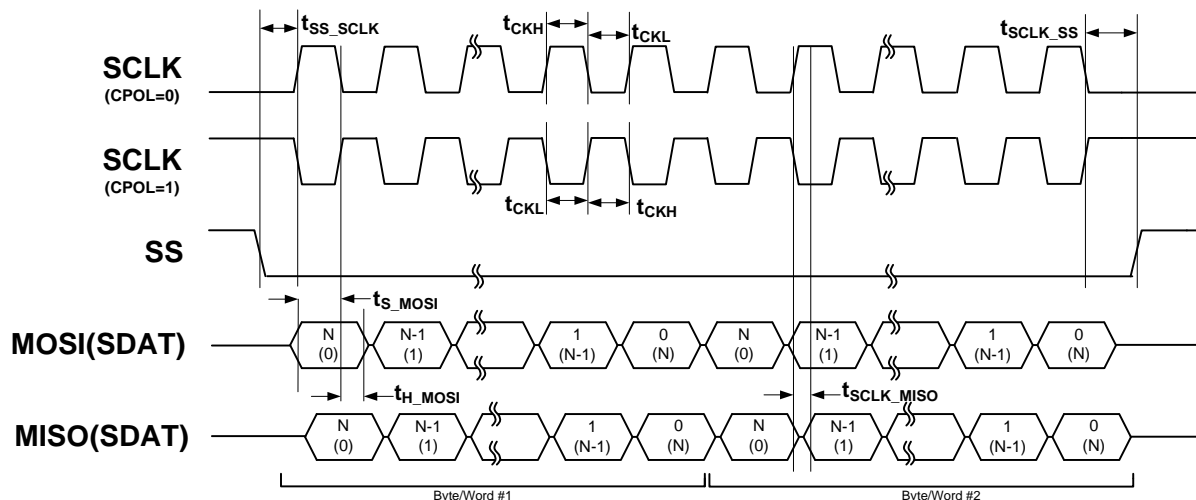 tSS_SCLK
tCKH
tCKL
tSCLK_SS
SCLK
(CPOL=0)
SCLK
(CPOL=1)
tCKL
tCKH
SS
tS_MOSI
MOSI(SDAT)
N
(0)
N-1
(1)
1
(N-1)
0
(N)
N
(0)
N-1
(1)
1
(N-1)
0
(N)
tH_MOSI
tSCLK_MISO
MISO(SDAT)
N
(0)
N-1
(1)
1
(N-1)
0
(N)
N
(0)
N-1
(1)
1
(N-1)
0
(N)
Byte/Word #1
Byte/Word #2